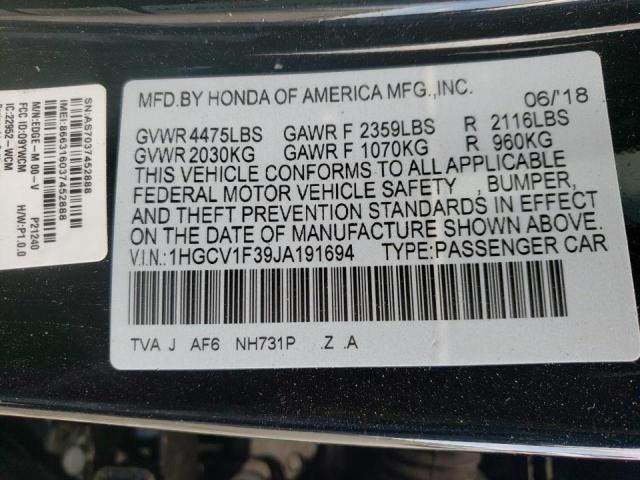 MFD.BY HONDA OF AMERICA MFG.,INC. 06/'18
GVWR 4475LBS GAWR F 2359LBS R 2116LBS
GVWR 2030KG GAWR F 1070KG R 960KG
THIS VEHICLE CONFORMS TO ALL APPLICABLE
FEDERAL MOTOR VEHICLE SAFETY , BUMPER,
AND THEFT PREVENTION STANDARDS IN EFFECT
ON THE DATE OF MANUFACTURE SHOWN ABOVE.
V.I.N.:1HGCV1F39JA191694 TYPE:PASSENGER CAR
TVA J AF6 NH731P .Z .A
SN:AS7037452888
IMEI:866316037452888
M/N:EDGE-M 00-V P21240
FCC ID:O9YWCM H/W:P1.0.0
IC:22952-WCM